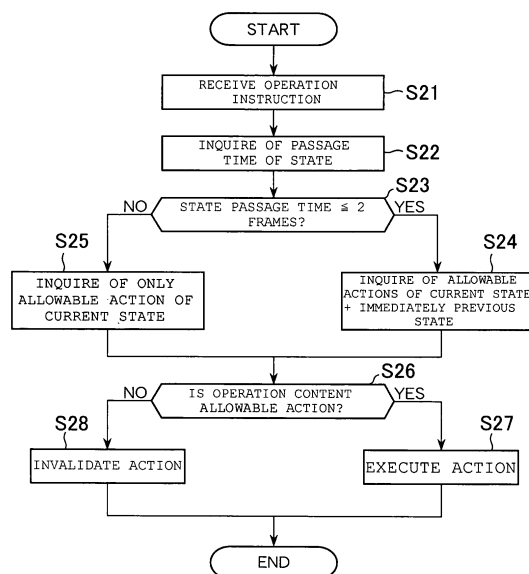 START
RECEIVE OPERATION
INSTRUCTION
S21
INQUIRE OF PASSAGE
TIME OF STATE
S22
S23
NO
STATE PASSAGE TIME ≦ 2
FRAMES?
YES
S25
INQUIRE OF ONLY
ALLOWABLE ACTION OF
CURRENT STATE
S24
INQUIRE OF ALLOWABLE
ACTIONS OF CURRENT STATE
+ IMMEDIATELY PREVIOUS
STATE
S26
NO
IS OPERATION CONTENT
ALLOWABLE ACTION?
YES
S28
INVALIDATE ACTION
S27
EXECUTE ACTION
END